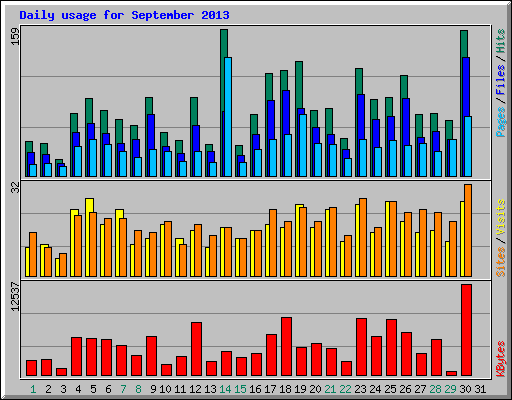 Daily usage for September 2013
159
Pages / Files / Hits
32
Sites / Visits
12537
KBytes
1 2 3 4 5 6 7 8 9 10 11 12 13 14 15 16 17 18 19 20 21 22 23 24 25 26 27 28 29 30 31